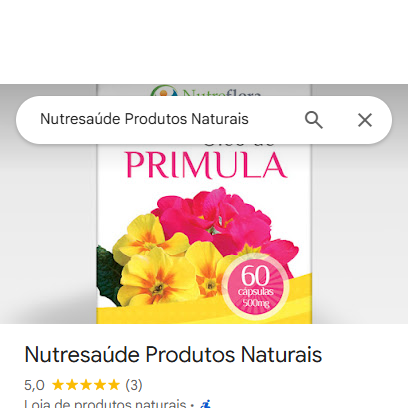 Nutroflora
Nutresaúde Produtos Naturais
Óleo de
PRIMULA
60
cápsulas
500mg
Nutresaúde Produtos Naturais
5,0 ★★★★★ (3)
Loja de produtos naturais ·